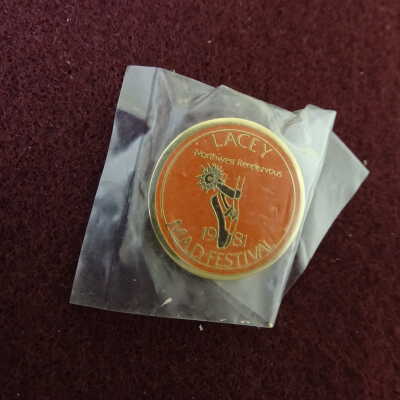 LACEY
Northwest Rendezvous
1981
M.A.D. FESTIVAL